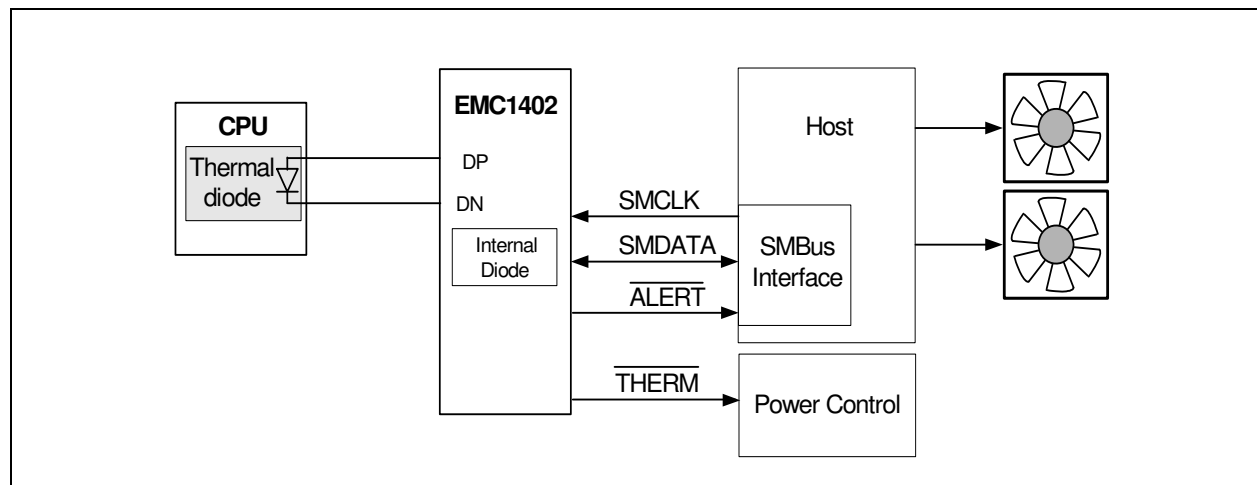 CPU
Thermal
diode
EMC1402
DP
DN
Internal
Diode
SMCLK
SMDATA
ALERT
THERM
Host
SMBus
Interface
Power Control